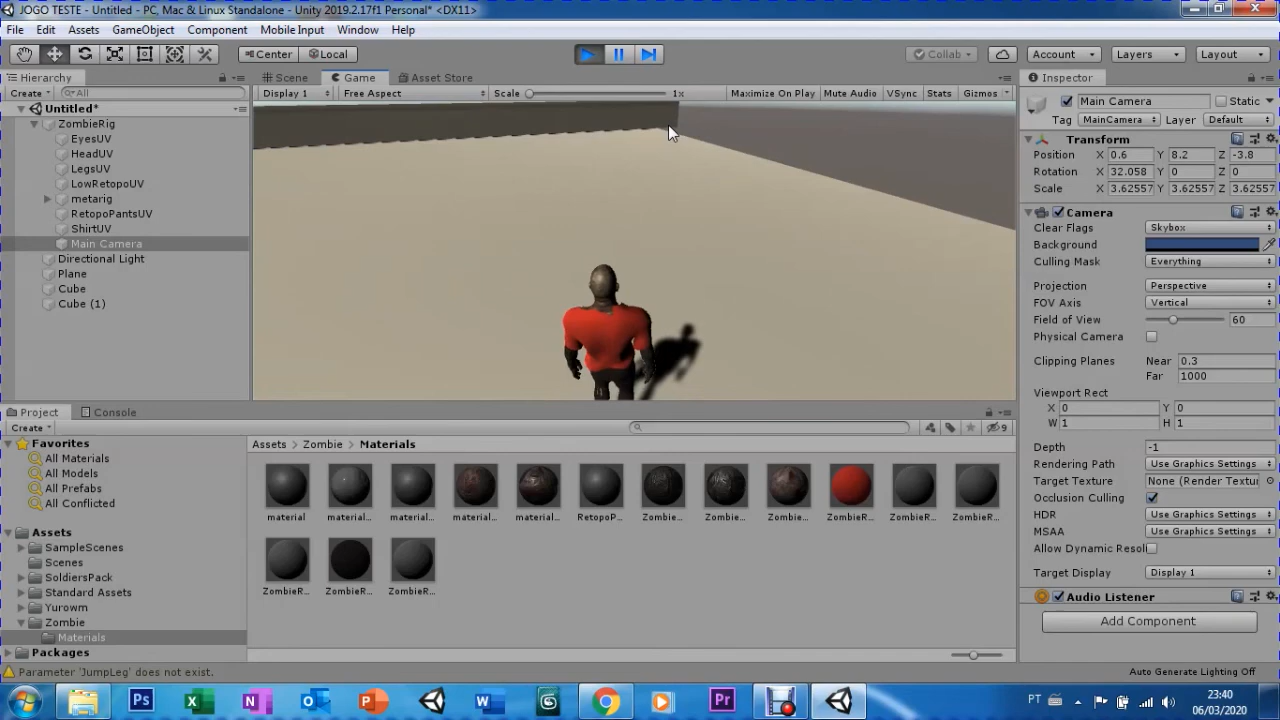 JOGO TESTE - Untitled - PC, Mac & Linux Standalone - Unity 2019.2.17f1 Personal* <DX11>
File Edit Assets GameObject Component Mobile Input Window Help
Center Local Collab Account Layers Layout
Hierarchy Scene Game Asset Store Inspector
Create All Display 1 Free Aspect Scale 1x Maximize On Play Mute Audio VSync Stats Gizmos
Main Camera Static
Tag MainCamera Layer Default
Untitled*
ZombieRig
EyesUV
HeadUV
LegsUV
LowRetopoUV
metarig
RetopoPantsUV
ShirtUV
Main Camera
Directional Light
Plane
Cube
Cube (1)
Transform
Position X 0.6 Y 8.2 Z -3.8
Rotation X 32.058 Y 0 Z 0
Scale X 3.62557 Y 3.62557 Z 3.6255
Camera
Clear Flags Skybox
Background
Culling Mask Everything
Projection Perspective
FOV Axis Vertical
Field of View 60
Physical Camera
Clipping Planes Near 0.3
Far 1000
Viewport Rect
X 0 Y 0
W 1 H 1
Depth -1
Rendering Path Use Graphics Settings
Target Texture None (Render Textur
Occlusion Culling
HDR Use Graphics Settings
MSAA Use Graphics Settings
Allow Dynamic Resol
Target Display Display 1
Audio Listener
Add Component
Auto Generate Lighting Off
Project Console
Create 9
Favorites
All Materials
All Models
All Prefabs
All Conflicted
Assets
SampleScenes
Scenes
SoldiersPack
Standard Assets
Yurowm
Zombie
Materials
Packages
Assets > Zombie > Materials
material material... material... material... material... RetopoP... Zombie... Zombie... Zombie... ZombieR... ZombieR... ZombieR...
ZombieR... ZombieR... ZombieR...
Parameter 'JumpLeg' does not exist.
Ps N W Pr PT
23:40
06/03/2020